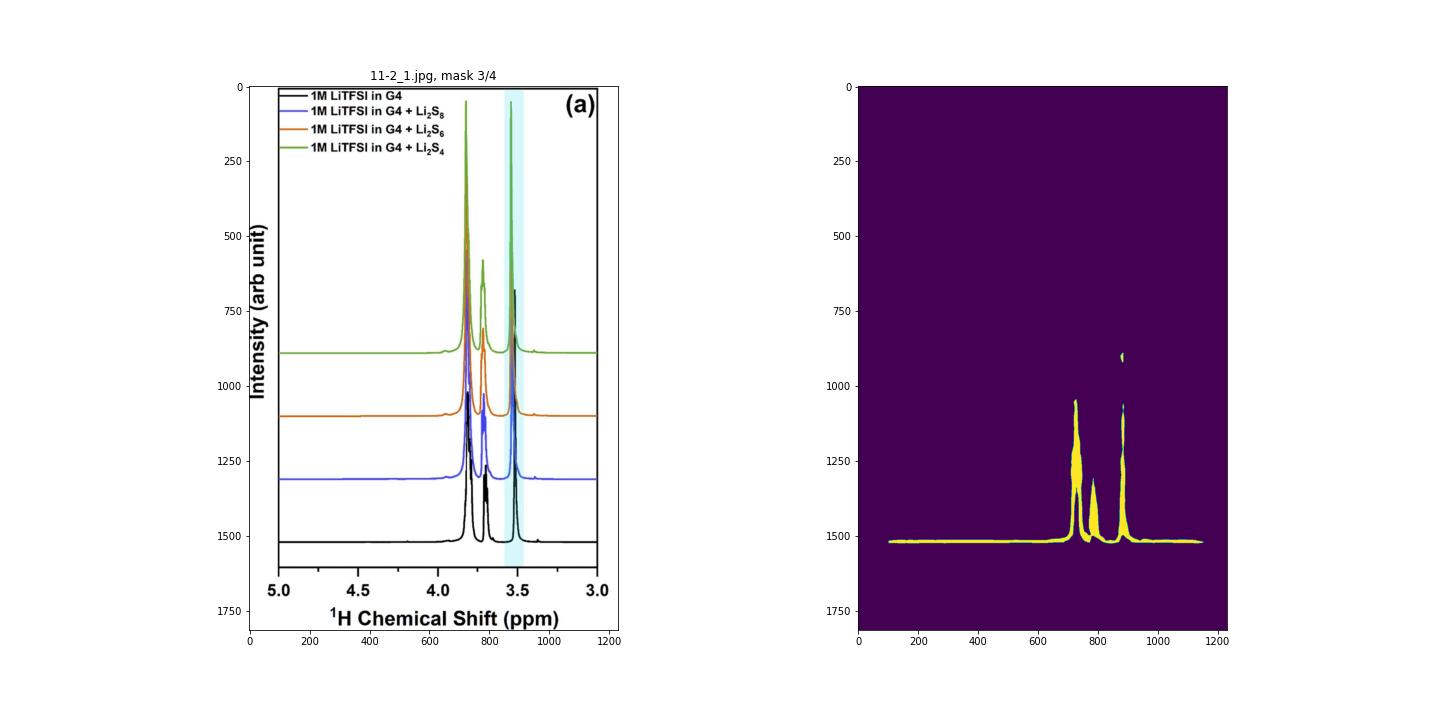 11-2_1.jpg, mask 3/4
(a)
1M LiTFSI in G4
1M LiTFSI in G4 + Li₂S₈
1M LiTFSI in G4 + Li₂S₆
1M LiTFSI in G4 + Li₂S₄
Intensity (arb unit)
0
250
500
750
1000
1250
1500
1750
5.0 4.5 4.0 3.5 3.0
¹H Chemical Shift (ppm)
0 200 400 600 800 1000 1200
0
250
500
750
1000
1250
1500
1750
0 200 400 600 800 1000 1200